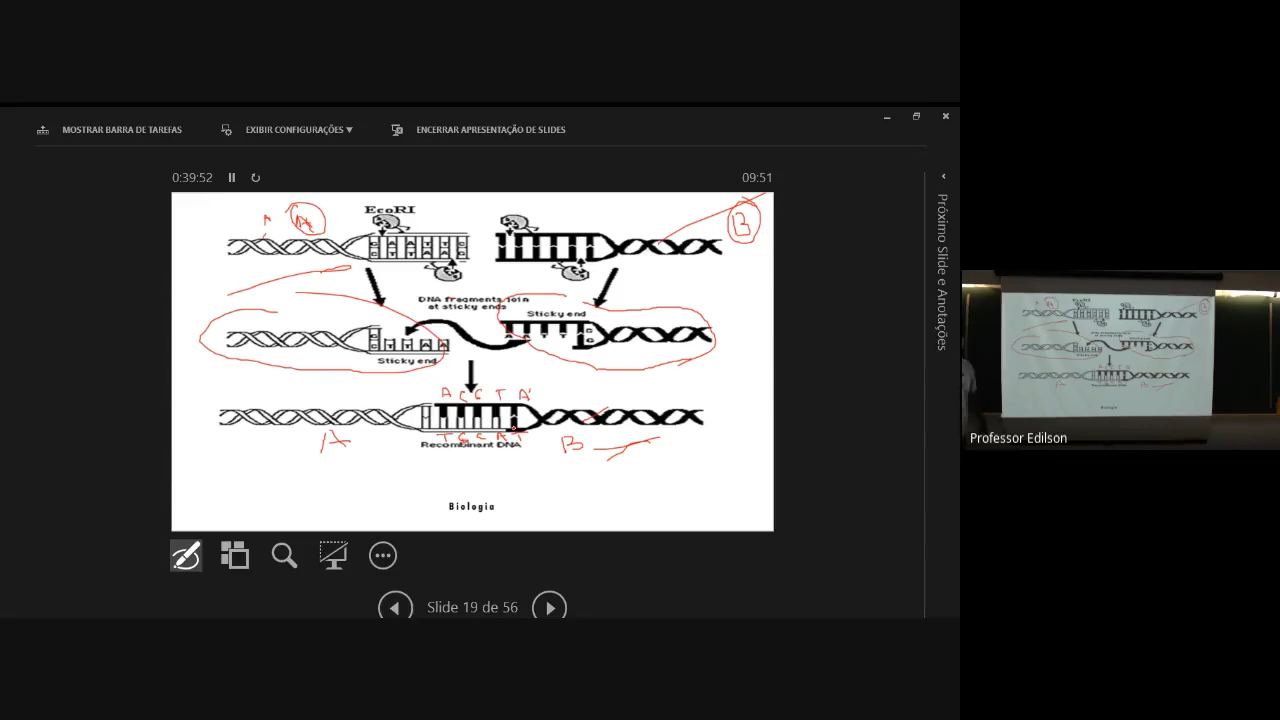 MOSTRAR BARRA DE TAREFAS
EXIBIR CONFIGURAÇÕES ▼
ENCERRAR APRESENTAÇÃO DE SLIDES
0:39:52
09:51
Próximo Slide e Anotações
EcoRI
A
B
DNA fragments join
at sticky ends
Sticky end
A A T T
G
Sticky end
A C G T A
T G C A T
Recombinant DNA
A
B
Biologia
Slide 19 de 56
Professor Edilson